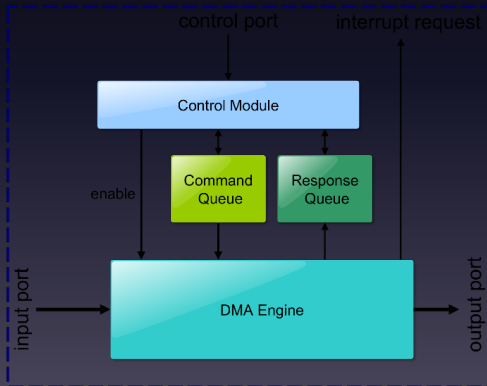 control port
interrupt request
Control Module
enable
Command
Queue
Response
Queue
input port
DMA Engine
output port